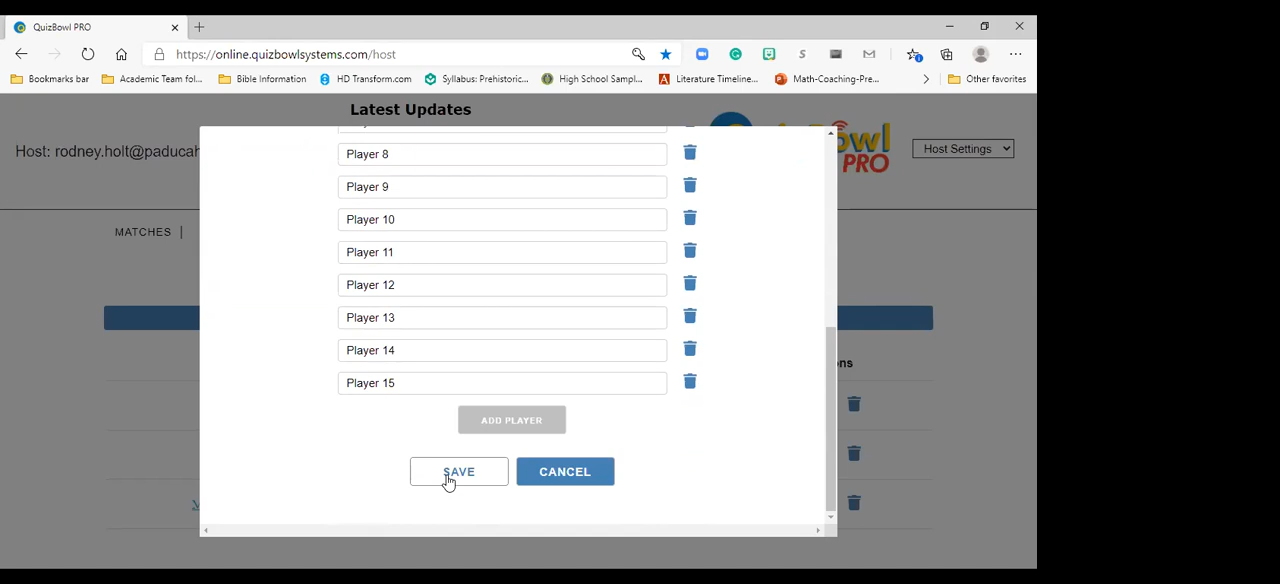 QuizBowl PRO
https://online.quizbowlsystems.com/host
Bookmarks bar Academic Team fol... Bible Information HD Transform.com Syllabus: Prehistoric... High School Sampl... Literature Timeline... Math-Coaching-Pre... Other favorites
Latest Updates
Host: rodney.holt@paducah
Bowl
PRO
Host Settings
MATCHES |
Player 8
Player 9
Player 10
Player 11
Player 12
Player 13
Player 14
Player 15
ons
ADD PLAYER
SAVE CANCEL